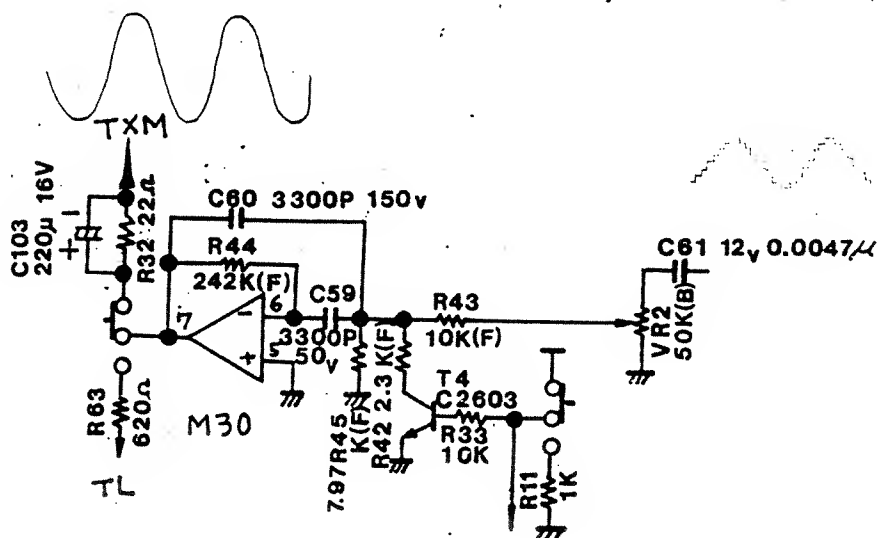 TXM
C103
220μ 16V
R32 22Ω
C60 3300P 150v
R44
242K(F)
C59
3300P
50v
7
6
5
M30
R63
620Ω
TL
R43
10K(F)
C61 12v 0.0047μ
VR2
50K(B)
7.97R45
K(F)
R42 2.3 K(F)
T4
C2603
R33
10K
R11
1K